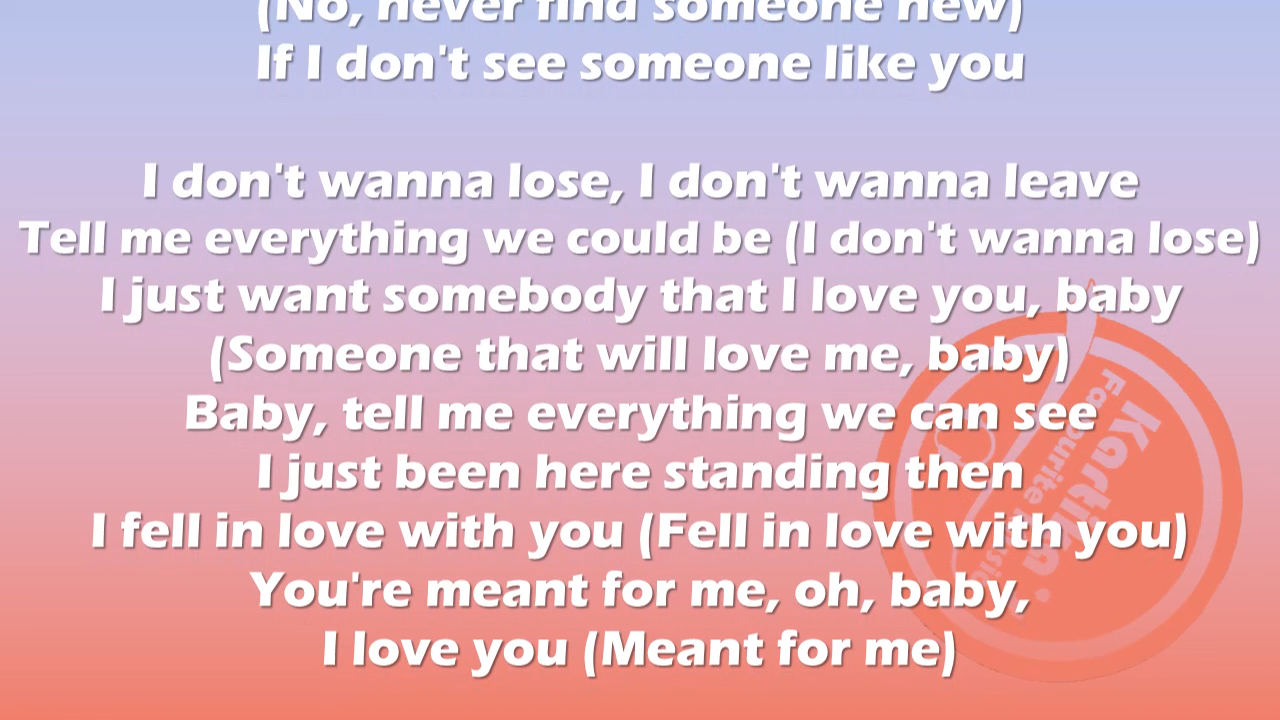 (No, never find someone new)
If I don't see someone like you
I don't wanna lose, I don't wanna leave
Tell me everything we could be (I don't wanna lose)
I just want somebody that I love you, baby
(Someone that will love me, baby)
Baby, tell me everything we can see
I just been here standing then
I fell in love with you (Fell in love with you)
You're meant for me, oh, baby,
I love you (Meant for me)